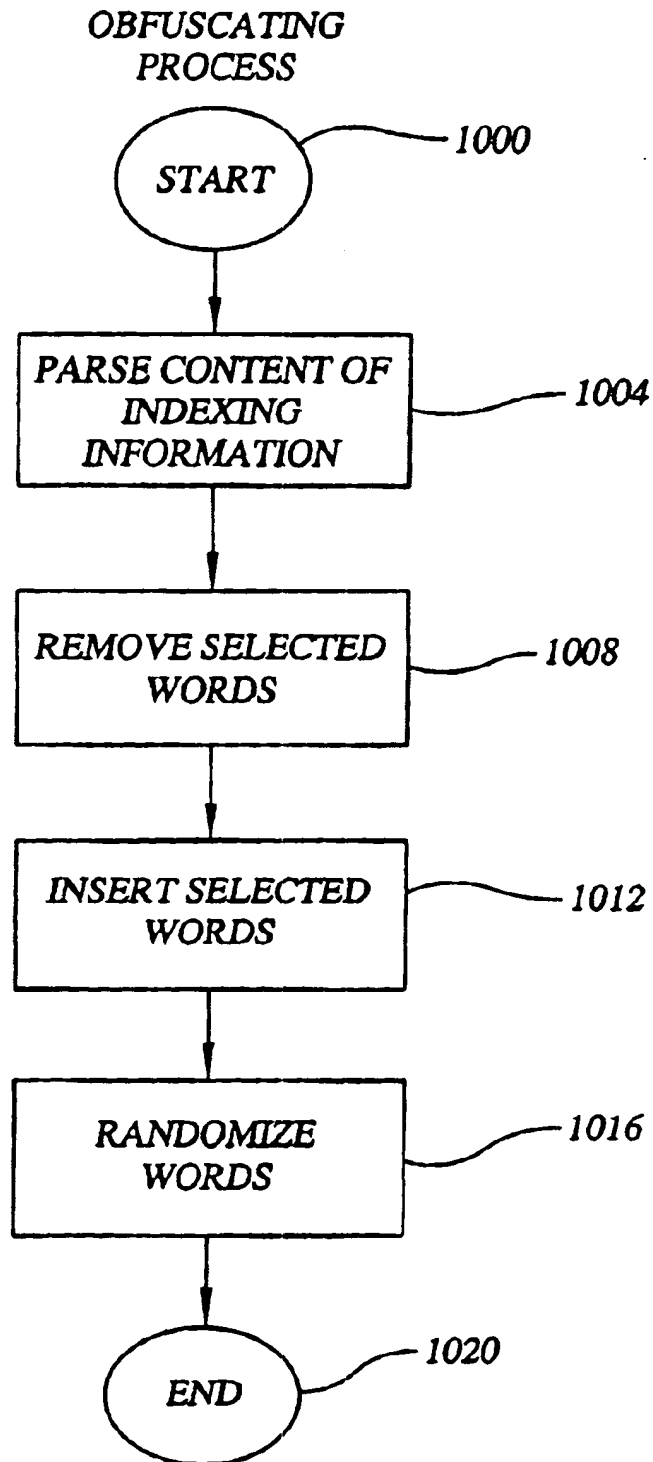 OBFUSCATING
PROCESS
START
1000
PARSE CONTENT OF
INDEXING
INFORMATION
1004
REMOVE SELECTED
WORDS
1008
INSERT SELECTED
WORDS
1012
RANDOMIZE
WORDS
1016
END
1020